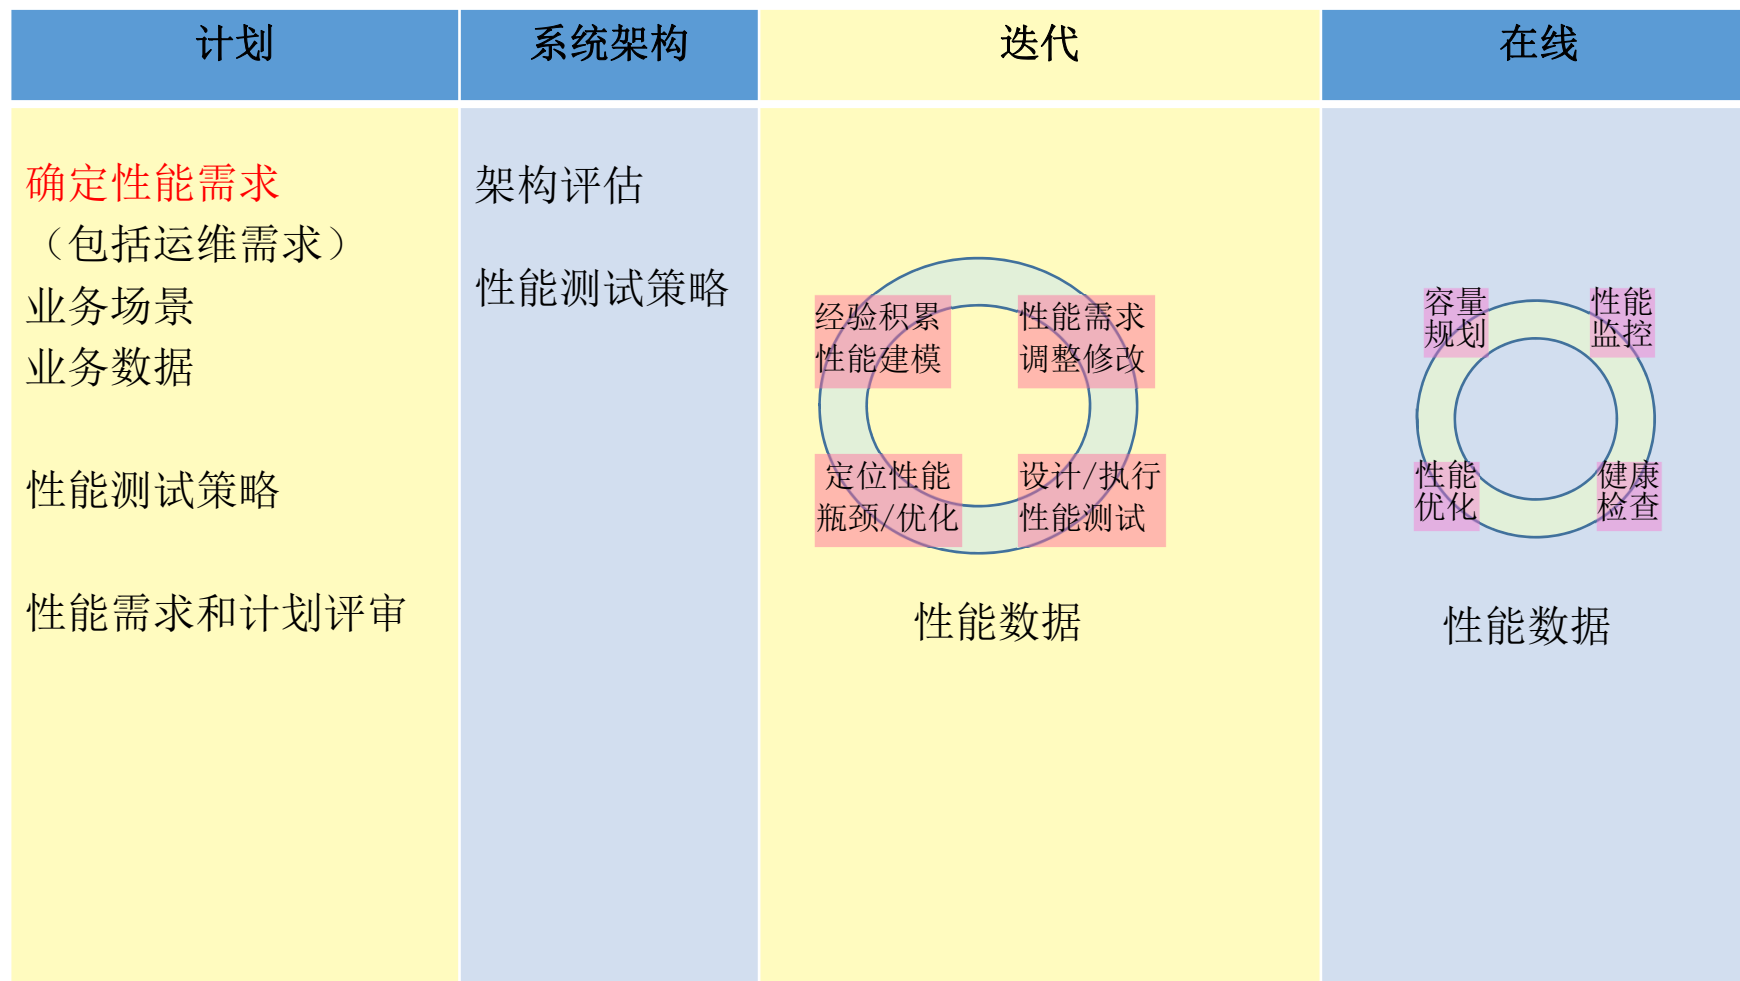 计划
系统架构
迭代
在线
确定性能需求
（包括运维需求）
业务场景
业务数据
性能测试策略
性能需求和计划评审
架构评估
性能测试策略
经验积累
性能建模
性能需求
调整修改
定位性能
瓶颈/优化
设计/执行
性能测试
性能数据
容量
规划
性能
监控
性能
优化
健康
检查
性能数据